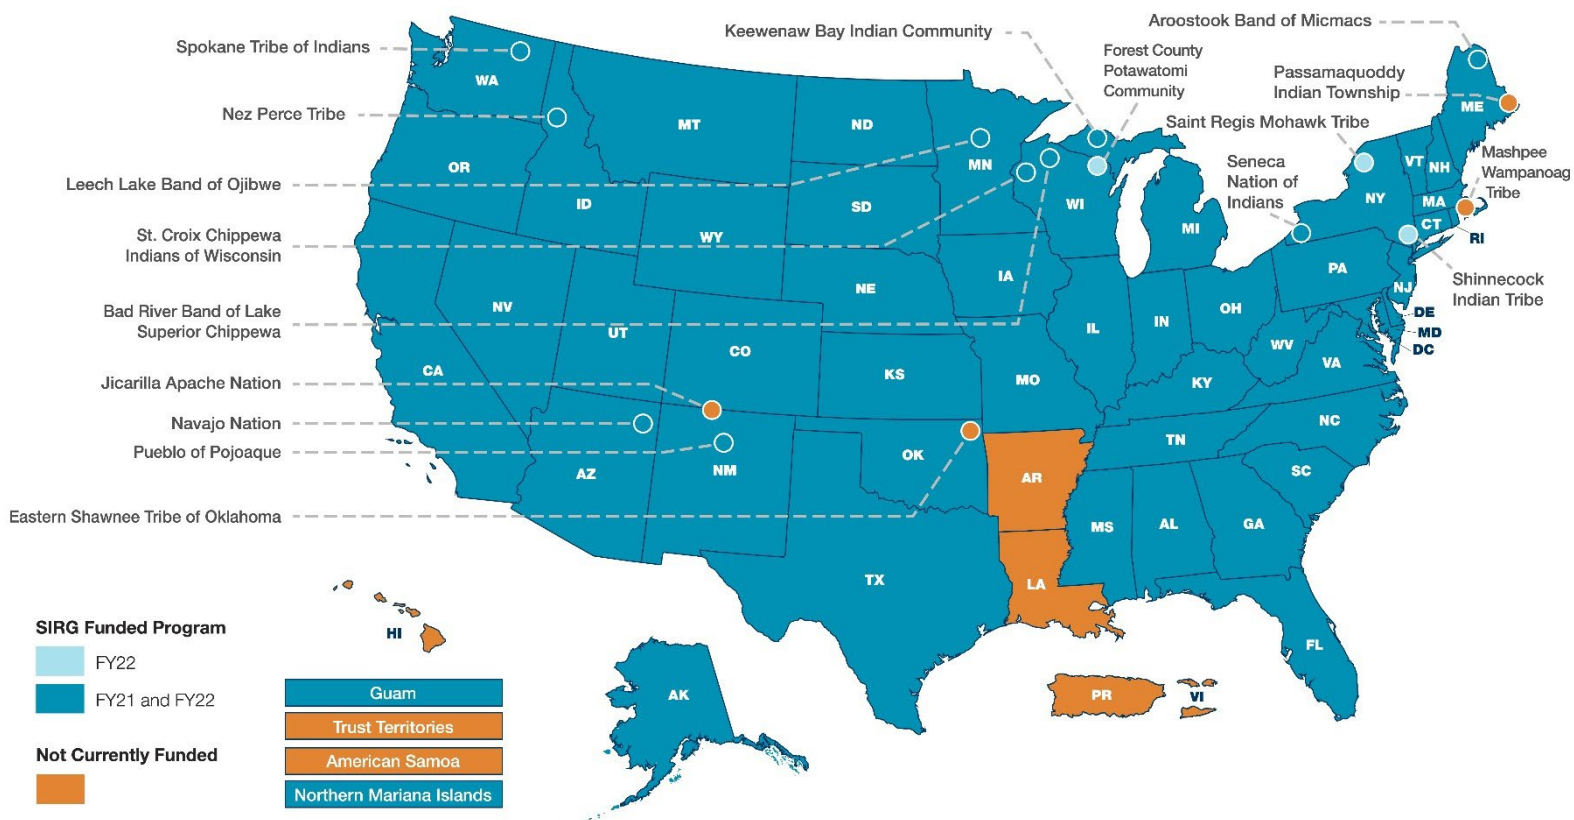 Aroostook Band of Micmacs
Keewenaw Bay Indian Community
Spokane Tribe of Indians
Forest County
Potawatomi
Community
Passamaquoddy
Indian Township
Nez Perce Tribe
Saint Regis Mohawk Tribe
Seneca
Nation of
Indians
Mashpee
Wampanoag
Tribe
Leech Lake Band of Ojibwe
St. Croix Chippewa
Indians of Wisconsin
Shinnecock
Indian Tribe
Bad River Band of Lake
Superior Chippewa
Jicarilla Apache Nation
Navajo Nation
Pueblo of Pojoaque
Eastern Shawnee Tribe of Oklahoma
WA
MT
ND
MN
ME
OR
ID
WY
SD
WI
MI
NY
VT
NH
MA
CT
RI
NV
UT
CO
NE
IA
IL
IN
OH
PA
NJ
DE
MD
DC
WV
VA
CA
KS
MO
KY
NC
TN
SC
AZ
NM
OK
AR
MS
AL
GA
TX
LA
FL
HI
AK
PR
VI
SIRG Funded Program
FY22
FY21 and FY22
Not Currently Funded
Guam
Trust Territories
American Samoa
Northern Mariana Islands